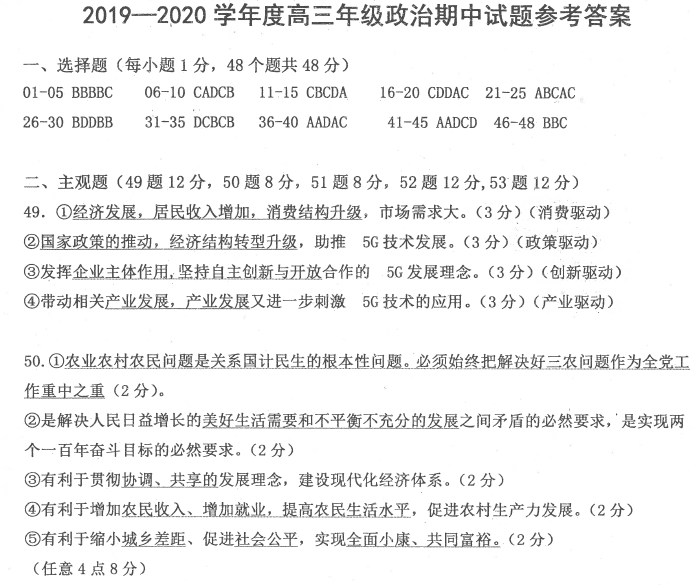 2019—2020 学年度高三年级政治期中试题参考答案
一、选择题（每小题 1 分，48 个题共 48 分）
01-05 BBBBC 06-10 CADCB 11-15 CBCDA 16-20 CDDAC 21-25 ABCAC
26-30 BDDBB 31-35 DCBCB 36-40 AADAC 41-45 AADCD 46-48 BBC
二、主观题（49 题 12 分，50 题 8 分，51 题 8 分，52 题 12 分,53 题 12 分）
49．①经济发展，居民收入增加，消费结构升级，市场需求大。（3 分）（消费驱动）
②国家政策的推动，经济结构转型升级，助推 5G 技术发展。（3 分）（政策驱动）
③发挥企业主体作用,坚持自主创新与开放合作的 5G 发展理念。（3 分）（创新驱动）
④带动相关产业发展，产业发展又进一步刺激 5G 技术的应用。（3 分）（产业驱动）
50. ①农业农村农民问题是关系国计民生的根本性问题。必须始终把解决好三农问题作为全党工
作重中之重（2 分）。
②是解决人民日益增长的美好生活需要和不平衡不充分的发展之间矛盾的必然要求，是实现两
个一百年奋斗目标的必然要求。（2 分）
③有利于贯彻协调、共享的发展理念，建设现代化经济体系。（2 分）
④有利于增加农民收入、增加就业，提高农民生活水平，促进农村生产力发展。（2 分）
⑤有利于缩小城乡差距、促进社会公平，实现全面小康、共同富裕。（2 分）
（任意 4 点 8 分）